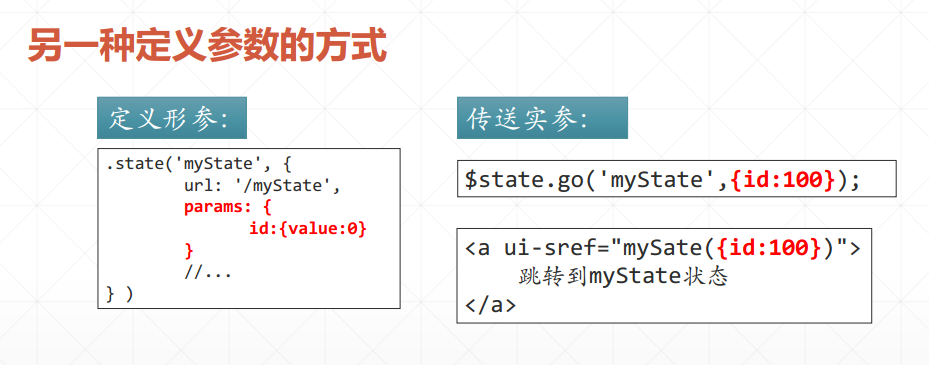 另一种定义参数的方式
定义形参:
.state('myState', {
url: '/myState',
params: {
id:{value:0}
}
//...
} )
传送实参:
$state.go('myState',{id:100});
<a ui-sref="mySate({id:100})">
跳转到myState状态
</a>